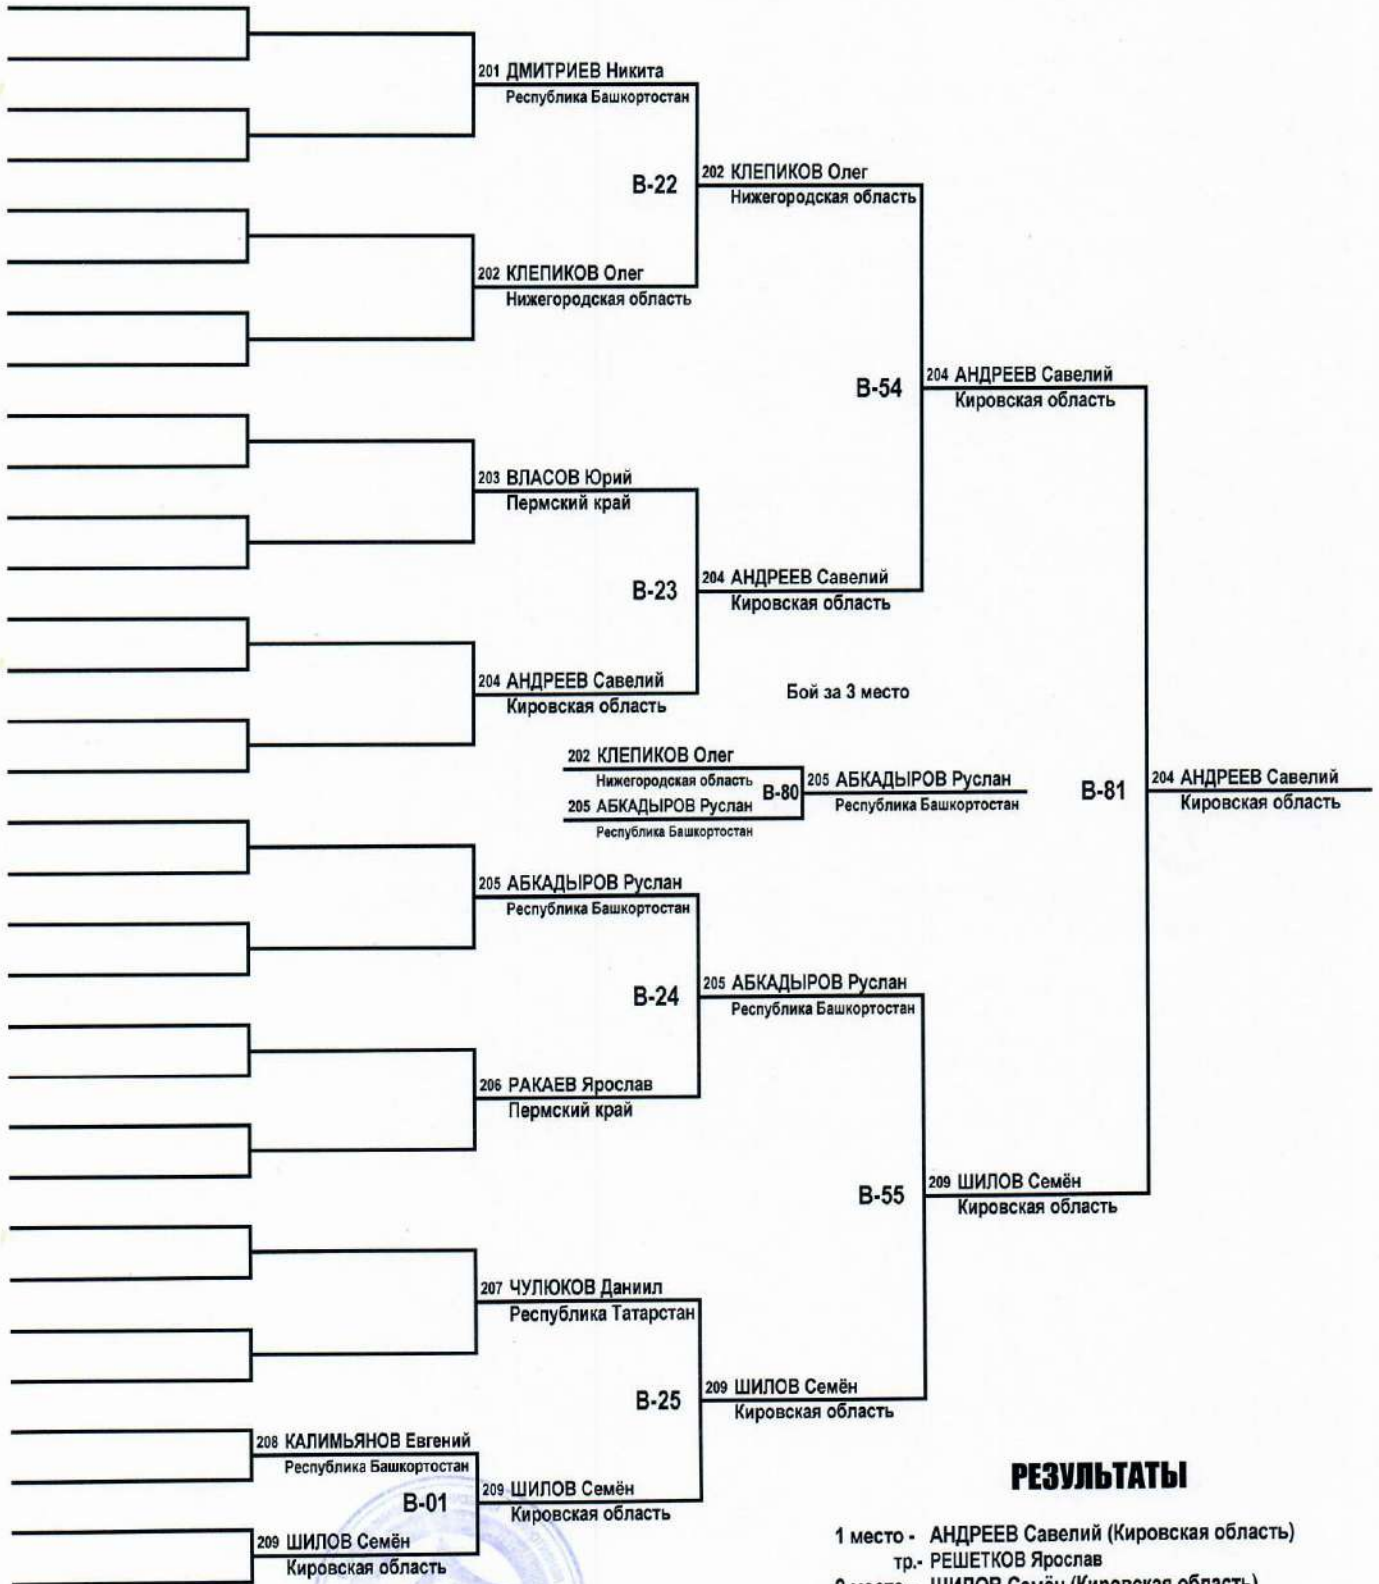 201 ДМИТРИЕВ Никита
Республика Башкортостан
В-22
202 КЛЕПИКОВ Олег
Нижегородская область
202 КЛЕПИКОВ Олег
Нижегородская область
В-54
204 АНДРЕЕВ Савелий
Кировская область
203 ВЛАСОВ Юрий
Пермский край
В-23
204 АНДРЕЕВ Савелий
Кировская область
204 АНДРЕЕВ Савелий
Кировская область
Бой за 3 место
202 КЛЕПИКОВ Олег
Нижегородская область
В-80
205 АБКАДЫРОВ Руслан
Республика Башкортостан
205 АБКАДЫРОВ Руслан
Республика Башкортостан
В-81
204 АНДРЕЕВ Савелий
Кировская область
205 АБКАДЫРОВ Руслан
Республика Башкортостан
В-24
205 АБКАДЫРОВ Руслан
Республика Башкортостан
206 РАКАЕВ Ярослав
Пермский край
В-55
209 ШИЛОВ Семён
Кировская область
207 ЧУЛЮКОВ Даниил
Республика Татарстан
В-25
209 ШИЛОВ Семён
Кировская область
208 КАЛИМЬЯНОВ Евгений
Республика Башкортостан
В-01
209 ШИЛОВ Семён
Кировская область
209 ШИЛОВ Семён
Кировская область
РЕЗУЛЬТАТЫ
1 место - АНДРЕЕВ Савелий (Кировская область)
тр.- РЕШЕТКОВ Ярослав
2 место - ШИЛОВ Семён (Кировская область)